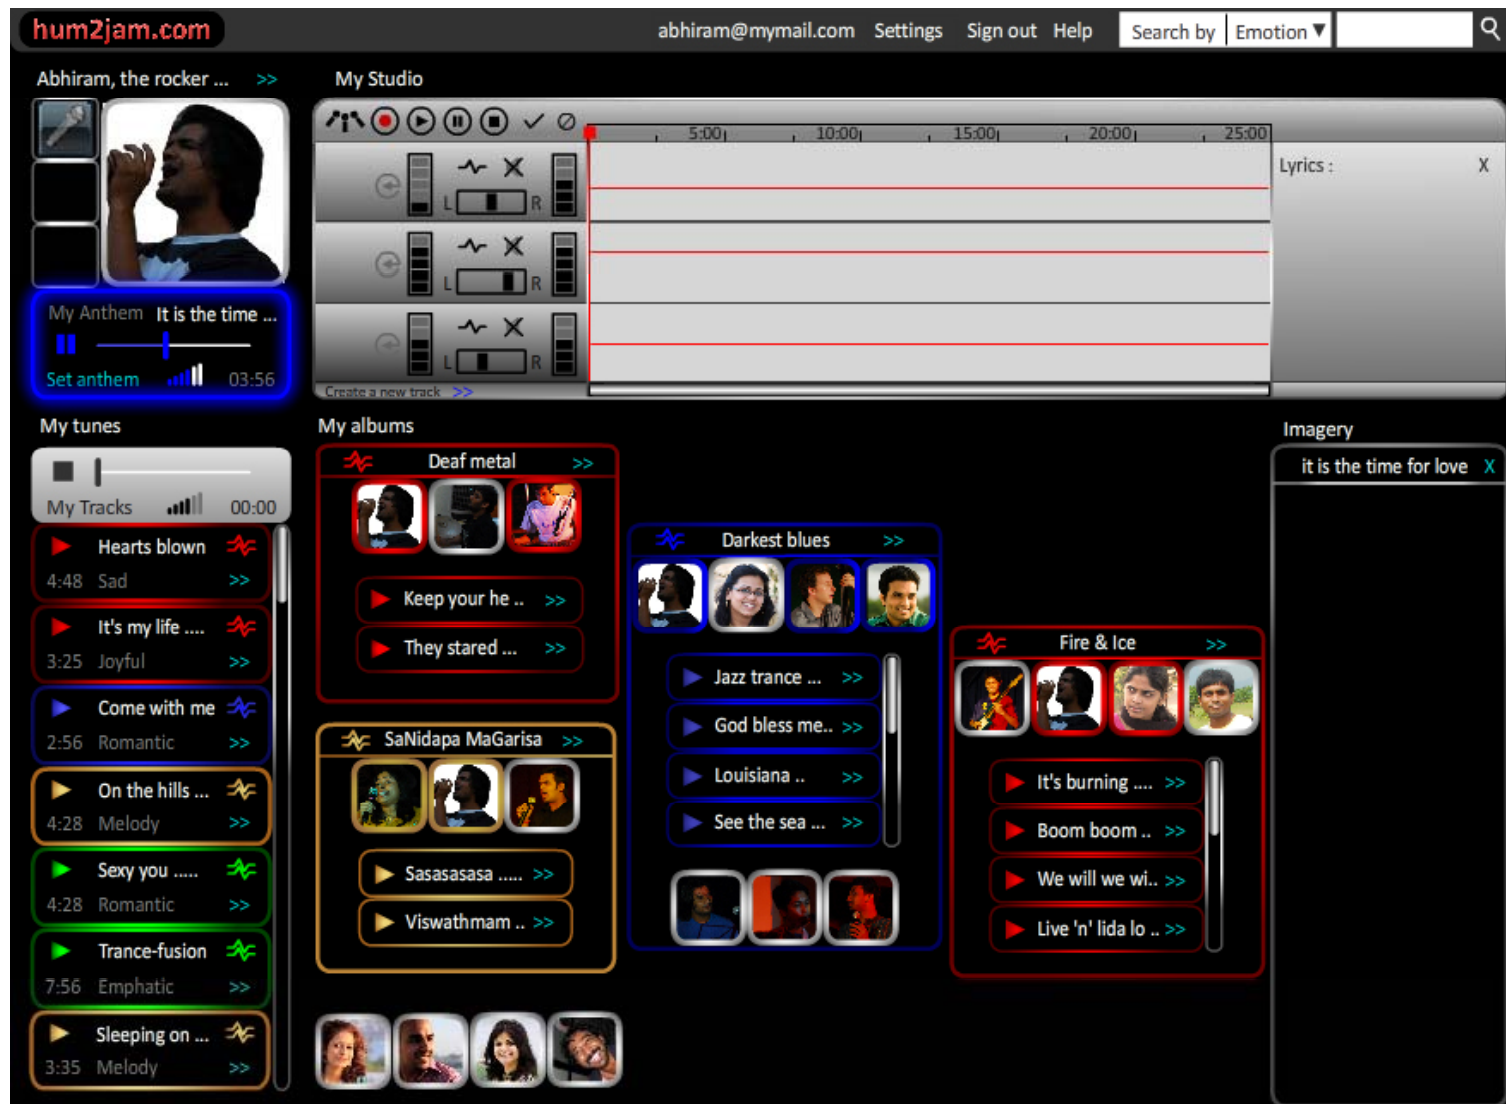 hum2jam.com
abhiram@mymail.com Settings Sign out Help Search by Emotion ▼
Abhiram, the rocker ... >>
My Studio
5:00 10:00 15:00 20:00 25:00
L R
L R
L R
Create a new track >>
Lyrics : X
My Anthem It is the time ...
Set anthem 03:56
My tunes
My Tracks 00:00
Hearts blown
4:48 Sad >>
It's my life ....
3:25 Joyful >>
Come with me
2:56 Romantic >>
On the hills ...
4:28 Melody >>
Sexy you .....
4:28 Romantic >>
Trance-fusion
7:56 Emphatic >>
Sleeping on ...
3:35 Melody >>
My albums
Deaf metal >>
Keep your he .. >>
They stared ... >>
SaNidapa MaGarisa >>
Sasasasasa ..... >>
Viswathmam .. >>
Darkest blues >>
Jazz trance ... >>
God bless me.. >>
Louisiana .. >>
See the sea ... >>
Fire & Ice >>
It's burning .... >>
Boom boom .. >>
We will we wi.. >>
Live 'n' lida lo .. >>
Imagery
it is the time for love X